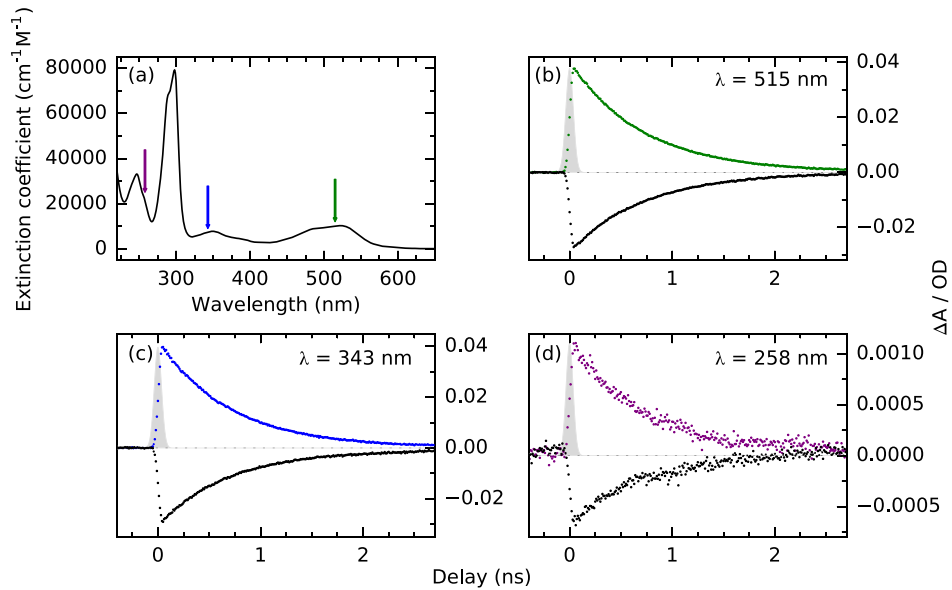 (a)
Extinction coefficient (cm⁻¹M⁻¹)
80000
60000
40000
20000
0
300 400 500 600
Wavelength (nm)
(b) λ = 515 nm
0.04
0.02
0.00
−0.02
0 1 2
(c) λ = 343 nm
0.04
0.02
0.00
−0.02
0 1 2
(d) λ = 258 nm
0.0010
0.0005
0.0000
−0.0005
0 1 2
ΔA / OD
Delay (ns)